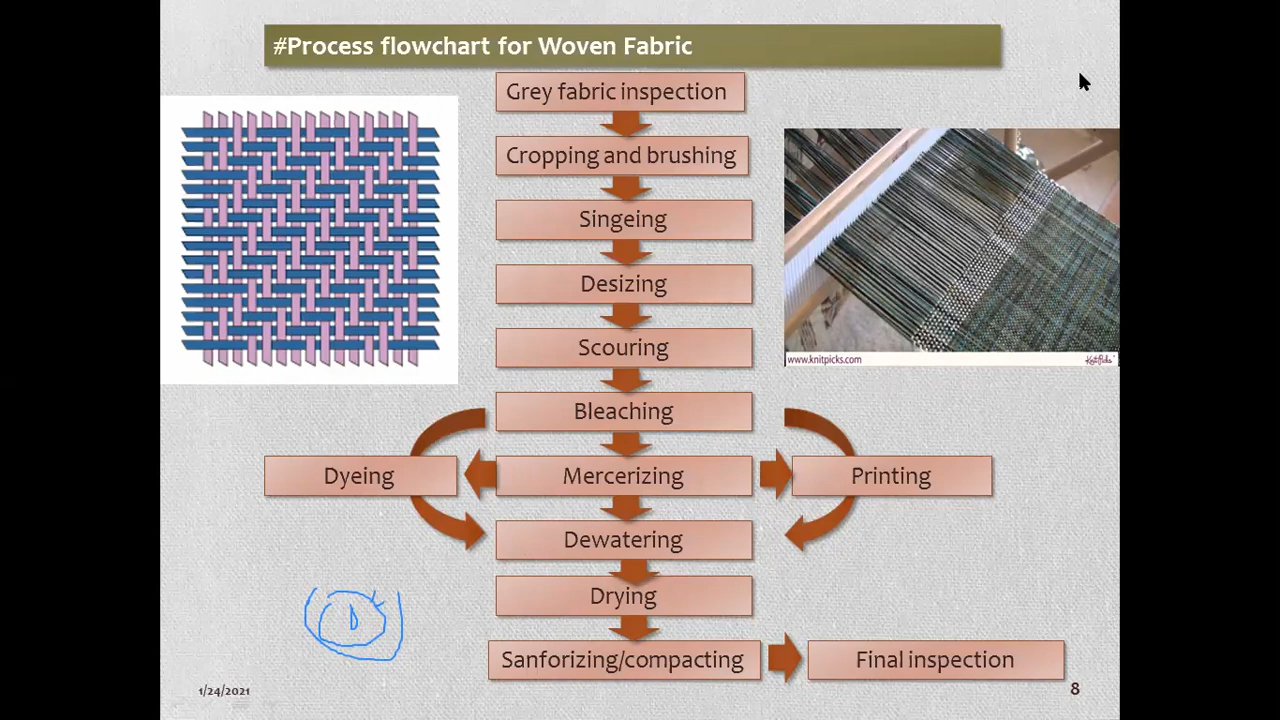 #Process flowchart for Woven Fabric
Grey fabric inspection
Cropping and brushing
Singeing
Desizing
Scouring
www.knitpicks.com
Bleaching
Dyeing
Mercerizing
Printing
Dewatering
Drying
Sanforizing/compacting
Final inspection
1/24/2021
8